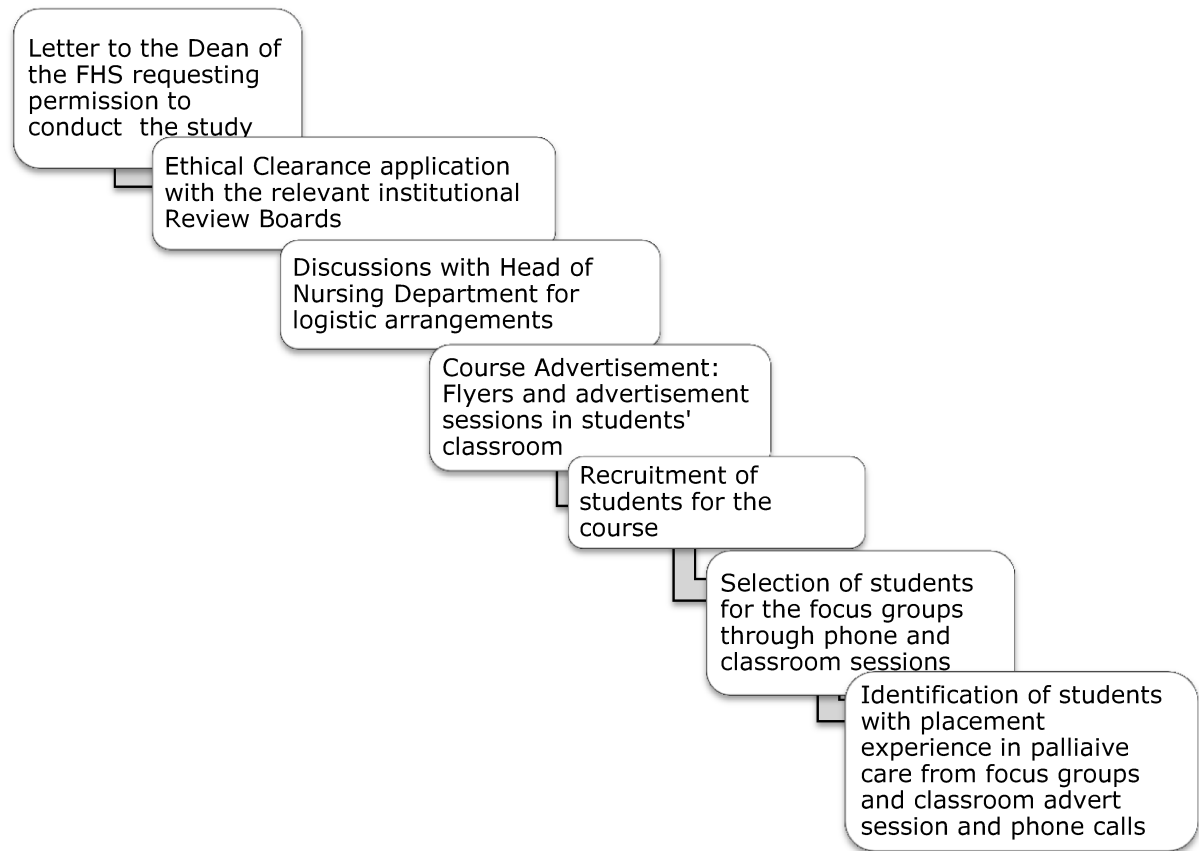 Letter to the Dean of
the FHS requesting
permission to
conduct  the study
Ethical Clearance application
with the relevant institutional
Review Boards
Discussions with Head of
Nursing Department for
logistic arrangements
Course Advertisement:
Flyers and advertisement
sessions in students'
classroom
Recruitment of
students for the
course
Selection of students
for the focus groups
through phone and
classroom sessions
Identification of students
with placement
experience in palliaive
care from focus groups
and classroom advert
session and phone calls